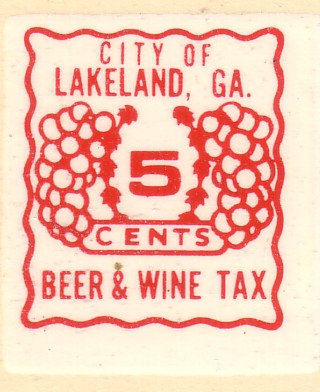 CITY OF
LAKELAND, GA.
5
CENTS
BEER & WINE TAX